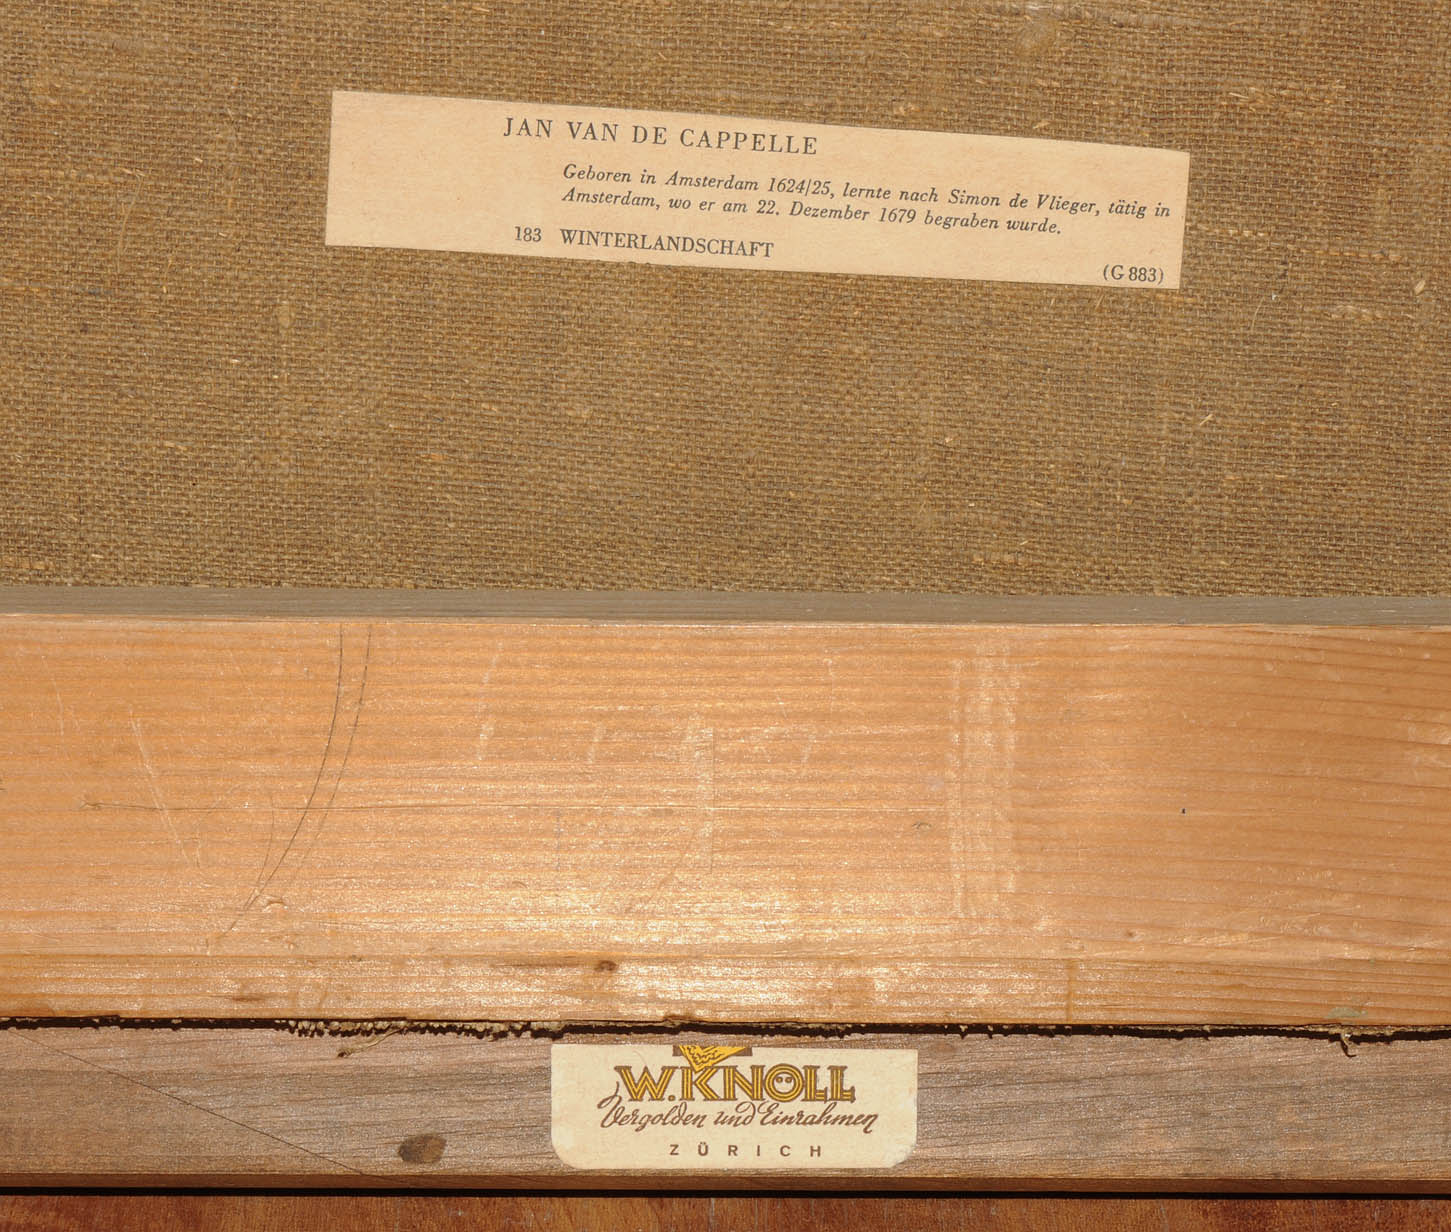 JAN VAN DE CAPPELLE
Geboren in Amsterdam 1624/25, lernte nach Simon de Vlieger, tätig in
Amsterdam, wo er am 22. Dezember 1679 begraben wurde.
183 WINTERLANDSCHAFT
(G 883)
W. KNÖLL
Vergolden und Einrahmen
ZÜRICH